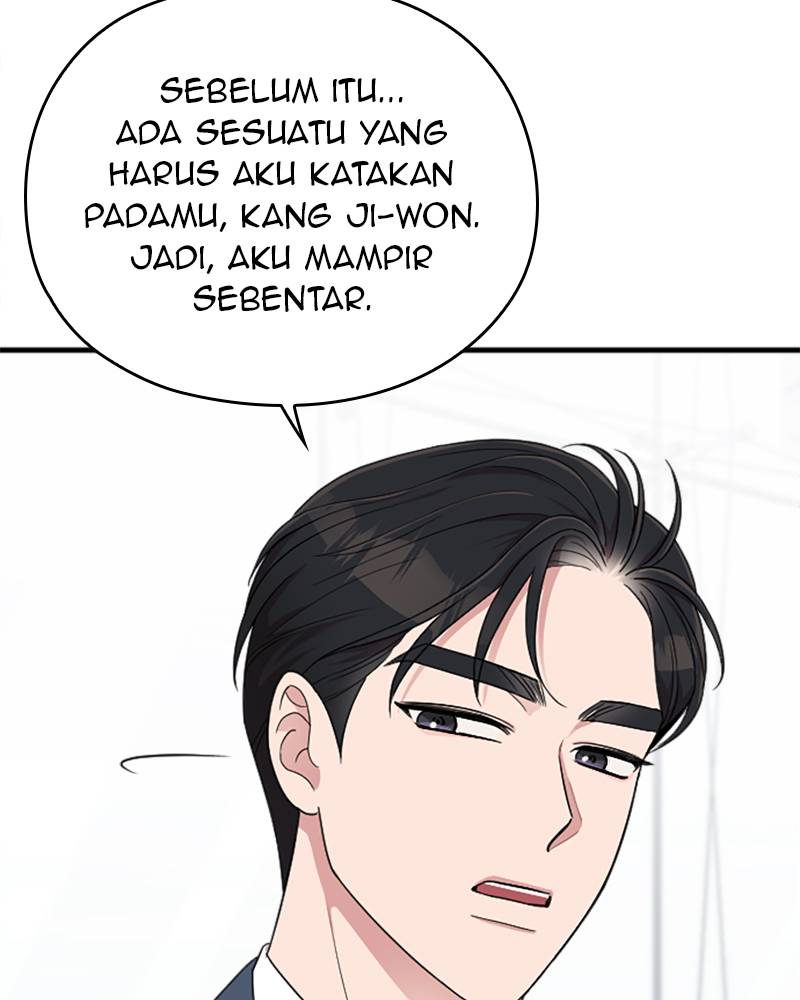 SEBELUM ITU...
ADA SESUATU YANG
HARUS AKU KATAKAN
PADAMU, KANG JI-WON.
JADI, AKU MAMPIR
SEBENTAR.